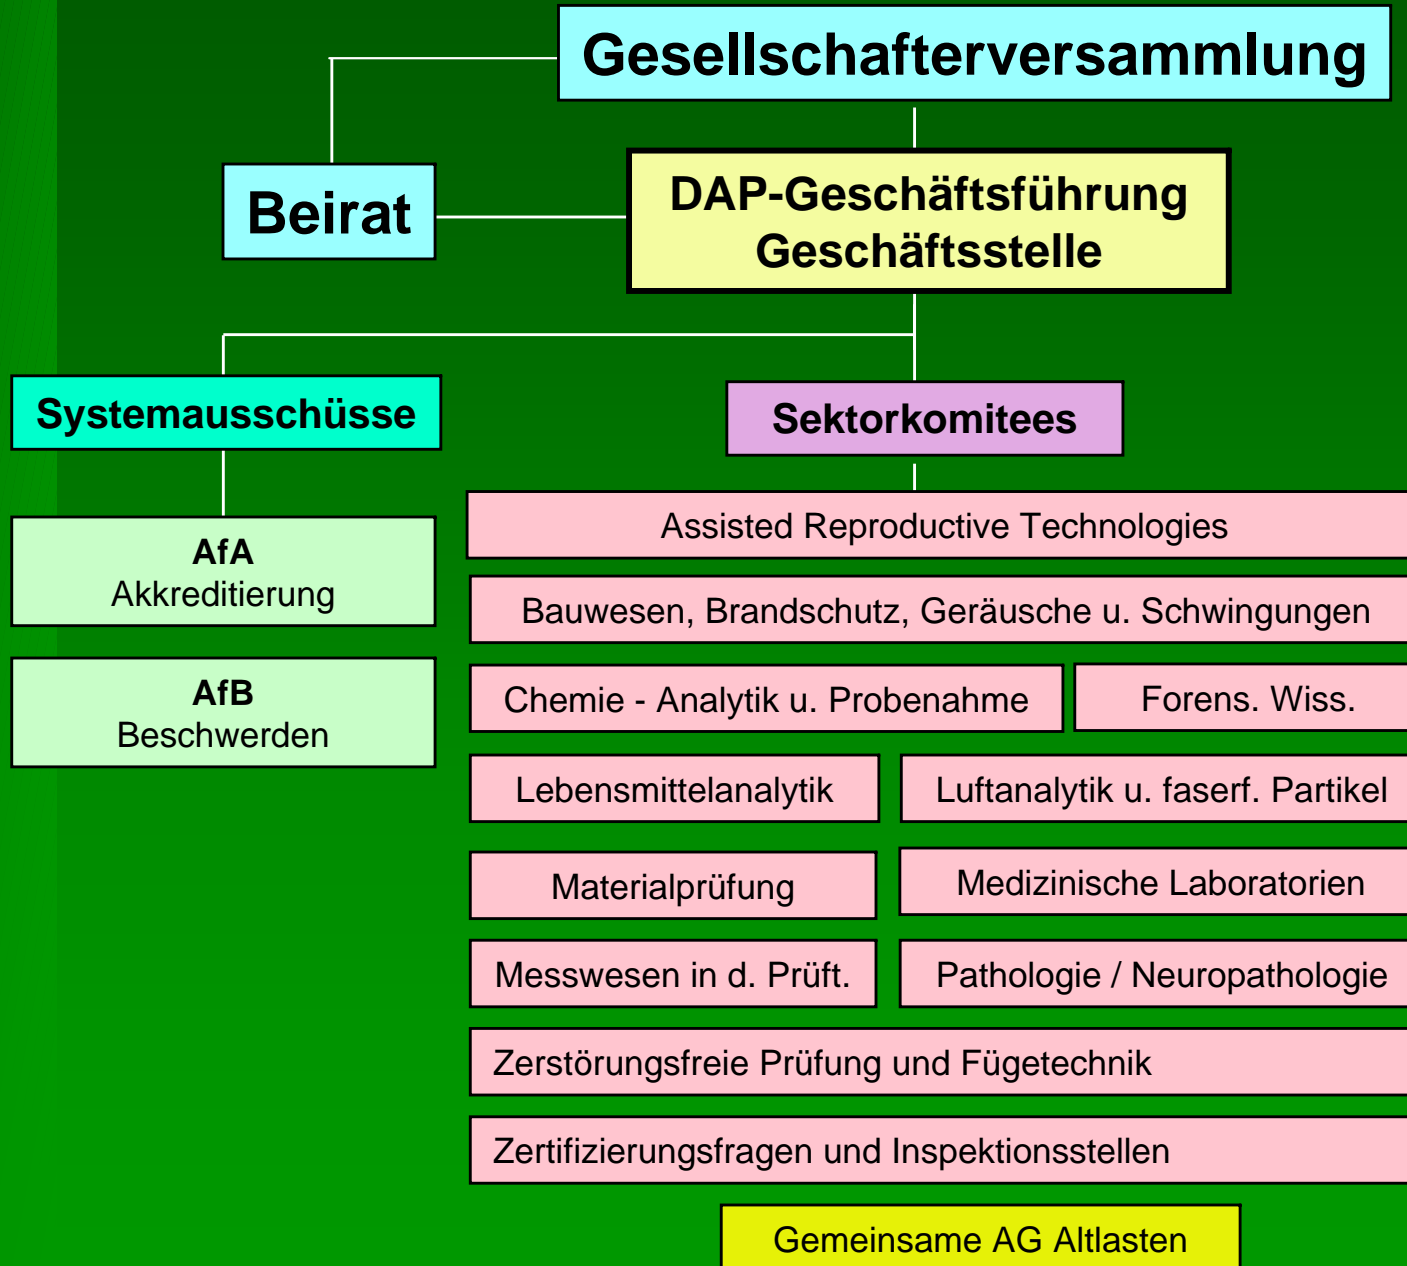 Gesellschafterversammlung
Beirat
DAP-Geschäftsführung
Geschäftsstelle
Systemausschüsse
Sektorkomitees
AfA
Akkreditierung
AfB
Beschwerden
Assisted Reproductive Technologies
Bauwesen, Brandschutz, Geräusche u. Schwingungen
Chemie - Analytik u. Probenahme
Forens. Wiss.
Lebensmittelanalytik
Luftanalytik u. faserf. Partikel
Materialprüfung
Medizinische Laboratorien
Messwesen in d. Prüft.
Pathologie / Neuropathologie
Zerstörungsfreie Prüfung und Fügetechnik
Zertifizierungsfragen und Inspektionsstellen
Gemeinsame AG Altlasten